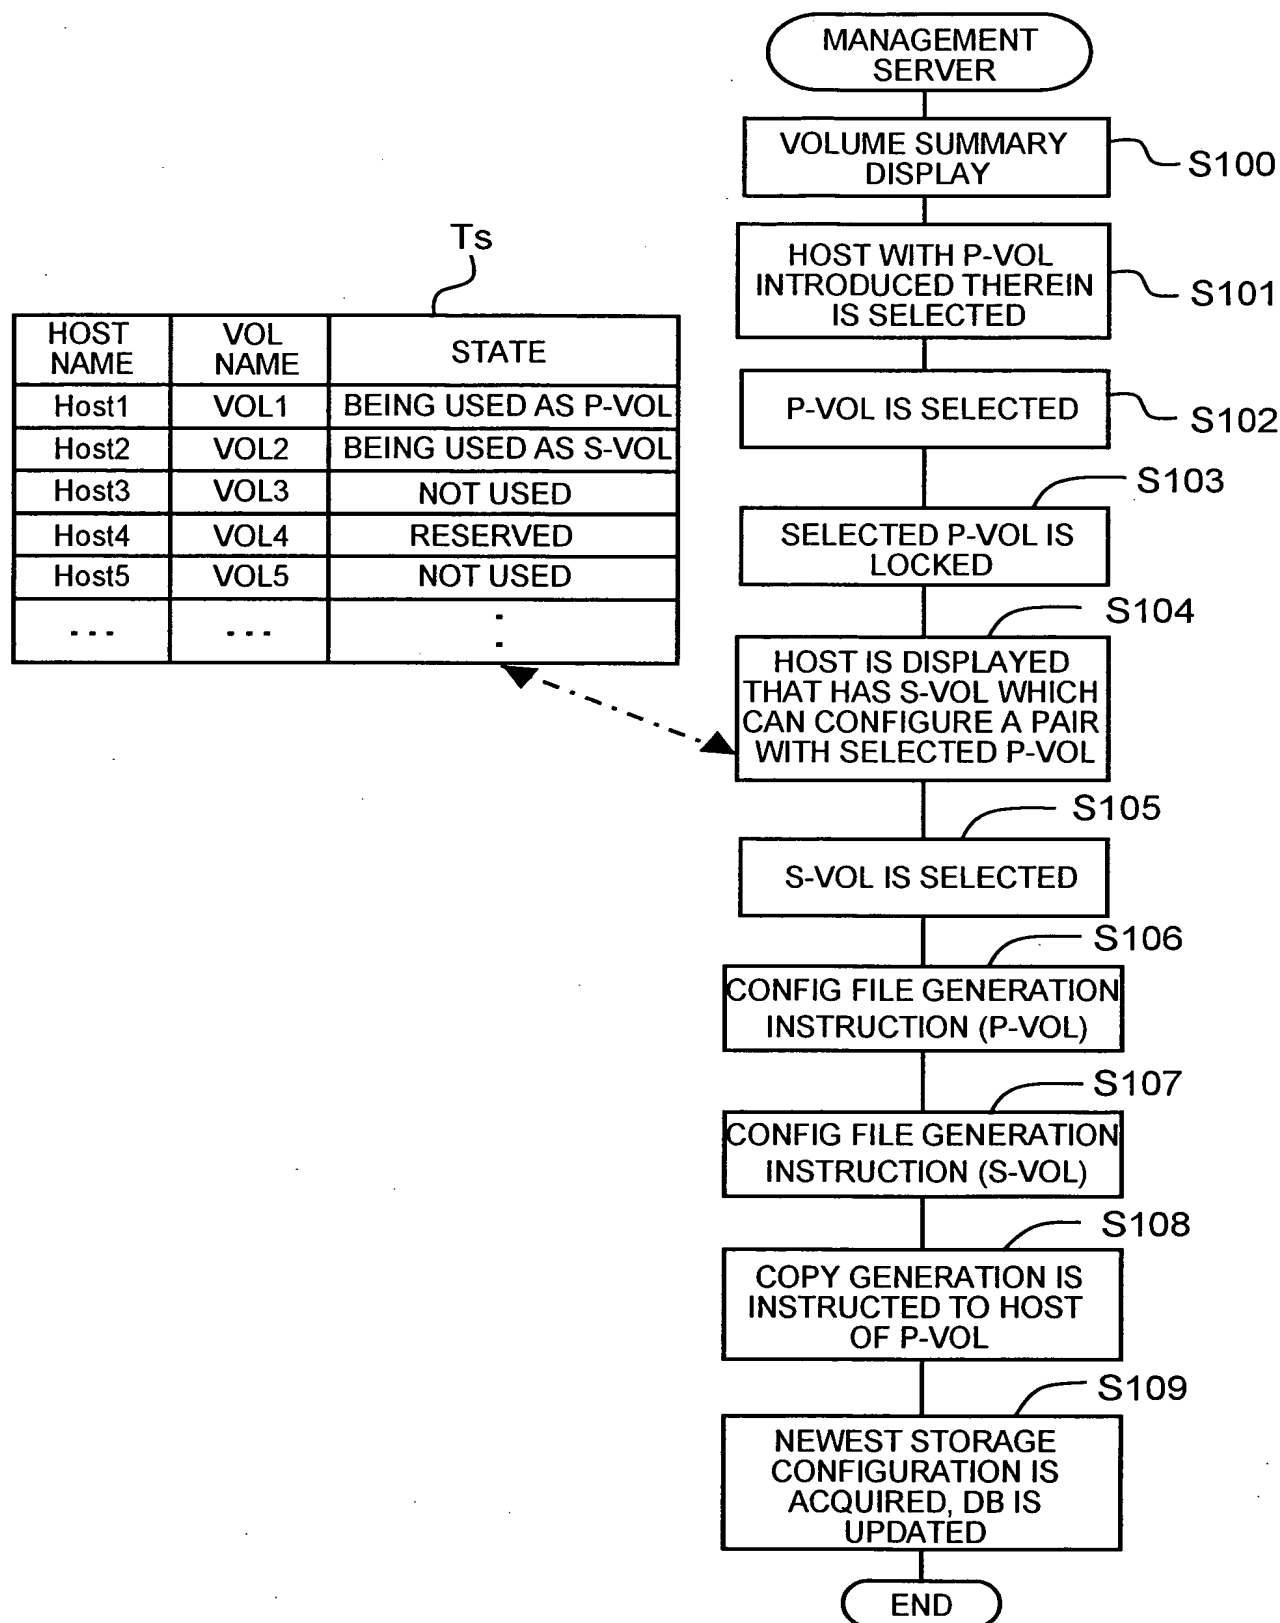 MANAGEMENT
SERVER
VOLUME SUMMARY
DISPLAY
S100
HOST WITH P-VOL
INTRODUCED THEREIN
IS SELECTED
S101
P-VOL IS SELECTED
S102
S103
SELECTED P-VOL IS
LOCKED
S104
HOST IS DISPLAYED
THAT HAS S-VOL WHICH
CAN CONFIGURE A PAIR
WITH SELECTED P-VOL
S105
S-VOL IS SELECTED
S106
CONFIG FILE GENERATION
INSTRUCTION (P-VOL)
S107
CONFIG FILE GENERATION
INSTRUCTION (S-VOL)
S108
COPY GENERATION IS
INSTRUCTED TO HOST
OF P-VOL
S109
NEWEST STORAGE
CONFIGURATION IS
ACQUIRED, DB IS
UPDATED
END
Ts
HOST NAME VOL NAME STATE
Host1 VOL1 BEING USED AS P-VOL
Host2 VOL2 BEING USED AS S-VOL
Host3 VOL3 NOT USED
Host4 VOL4 RESERVED
Host5 VOL5 NOT USED
... ... :